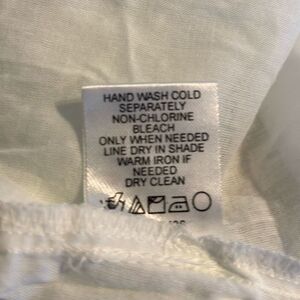 HAND WASH COLD
SEPARATELY
NON-CHLORINE
BLEACH
ONLY WHEN NEEDED
LINE DRY IN SHADE
WARM IRON IF
NEEDED
DRY CLEAN